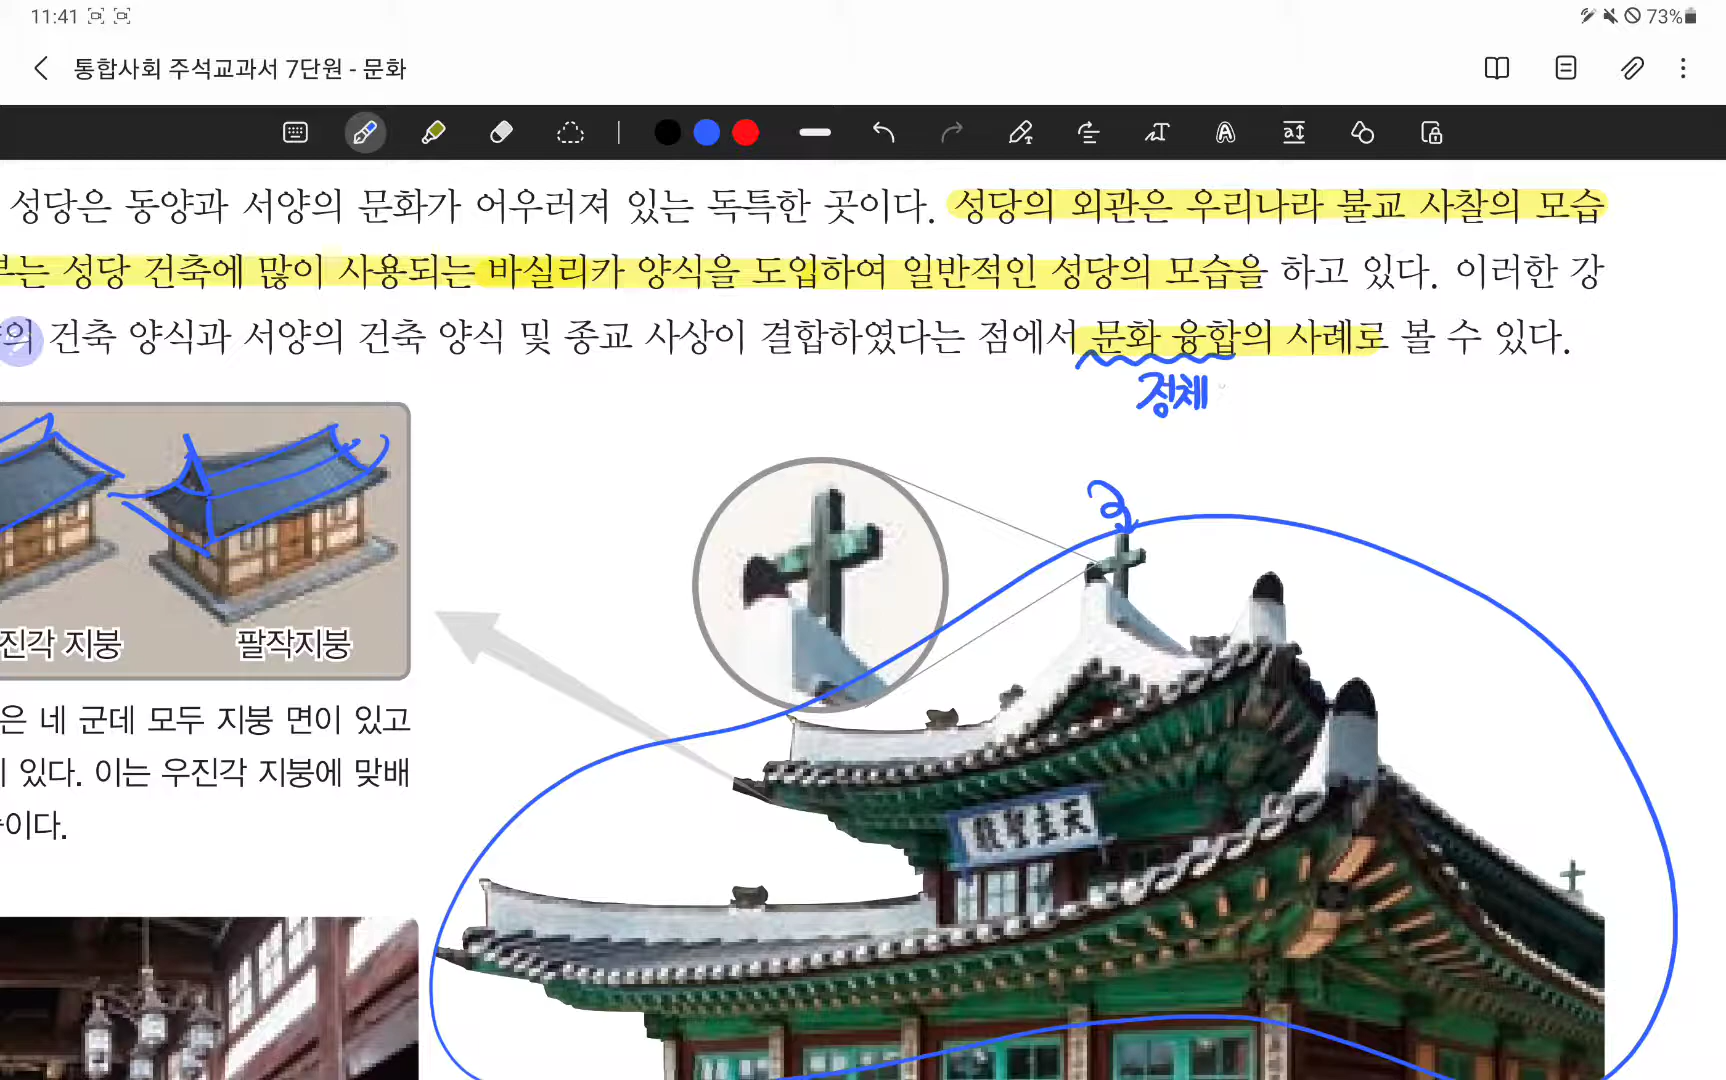 11:41
73%
통합사회 주석교과서 7단원 - 문화
성당은 동양과 서양의 문화가 어우러져 있는 독특한 곳이다. 성당의 외관은 우리나라 불교 사찰의 모습
부는 성당 건축에 많이 사용되는 바실리카 양식을 도입하여 일반적인 성당의 모습을 하고 있다. 이러한 강
양의 건축 양식과 서양의 건축 양식 및 종교 사상이 결합하였다는 점에서 문화 융합의 사례로 볼 수 있다.
정체
진각 지붕
팔작지붕
은 네 군데 모두 지붕 면이 있고
있다. 이는 우진각 지붕에 맞배
이다.
殿聖主天